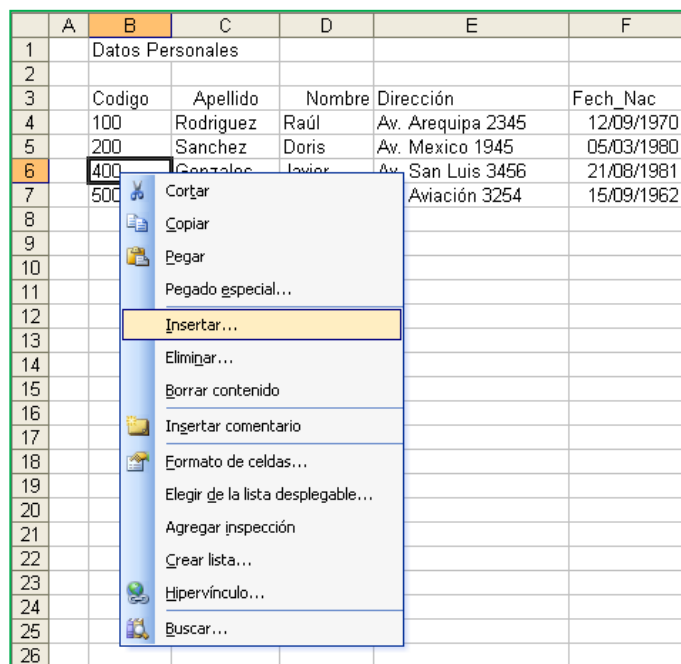 A B C D E F
1 Datos Personales
2
3 Codigo Apellido Nombre Dirección Fech_Nac
4 100 Rodriguez Raúl Av. Arequipa 2345 12/09/1970
5 200 Sanchez Doris Av. Mexico 1945 05/03/1980
6 400 Gonzales Javier Av. San Luis 3456 21/08/1981
7 500 Aviación 3254 15/09/1962
8
9
10
11
12
13
14
15
16
17
18
19
20
21
22
23
24
25
26
Cortar
Copiar
Pegar
Pegado especial...
Insertar...
Eliminar...
Borrar contenido
Insertar comentario
Formato de celdas...
Elegir de la lista desplegable...
Agregar inspección
Crear lista...
Hipervínculo...
Buscar...